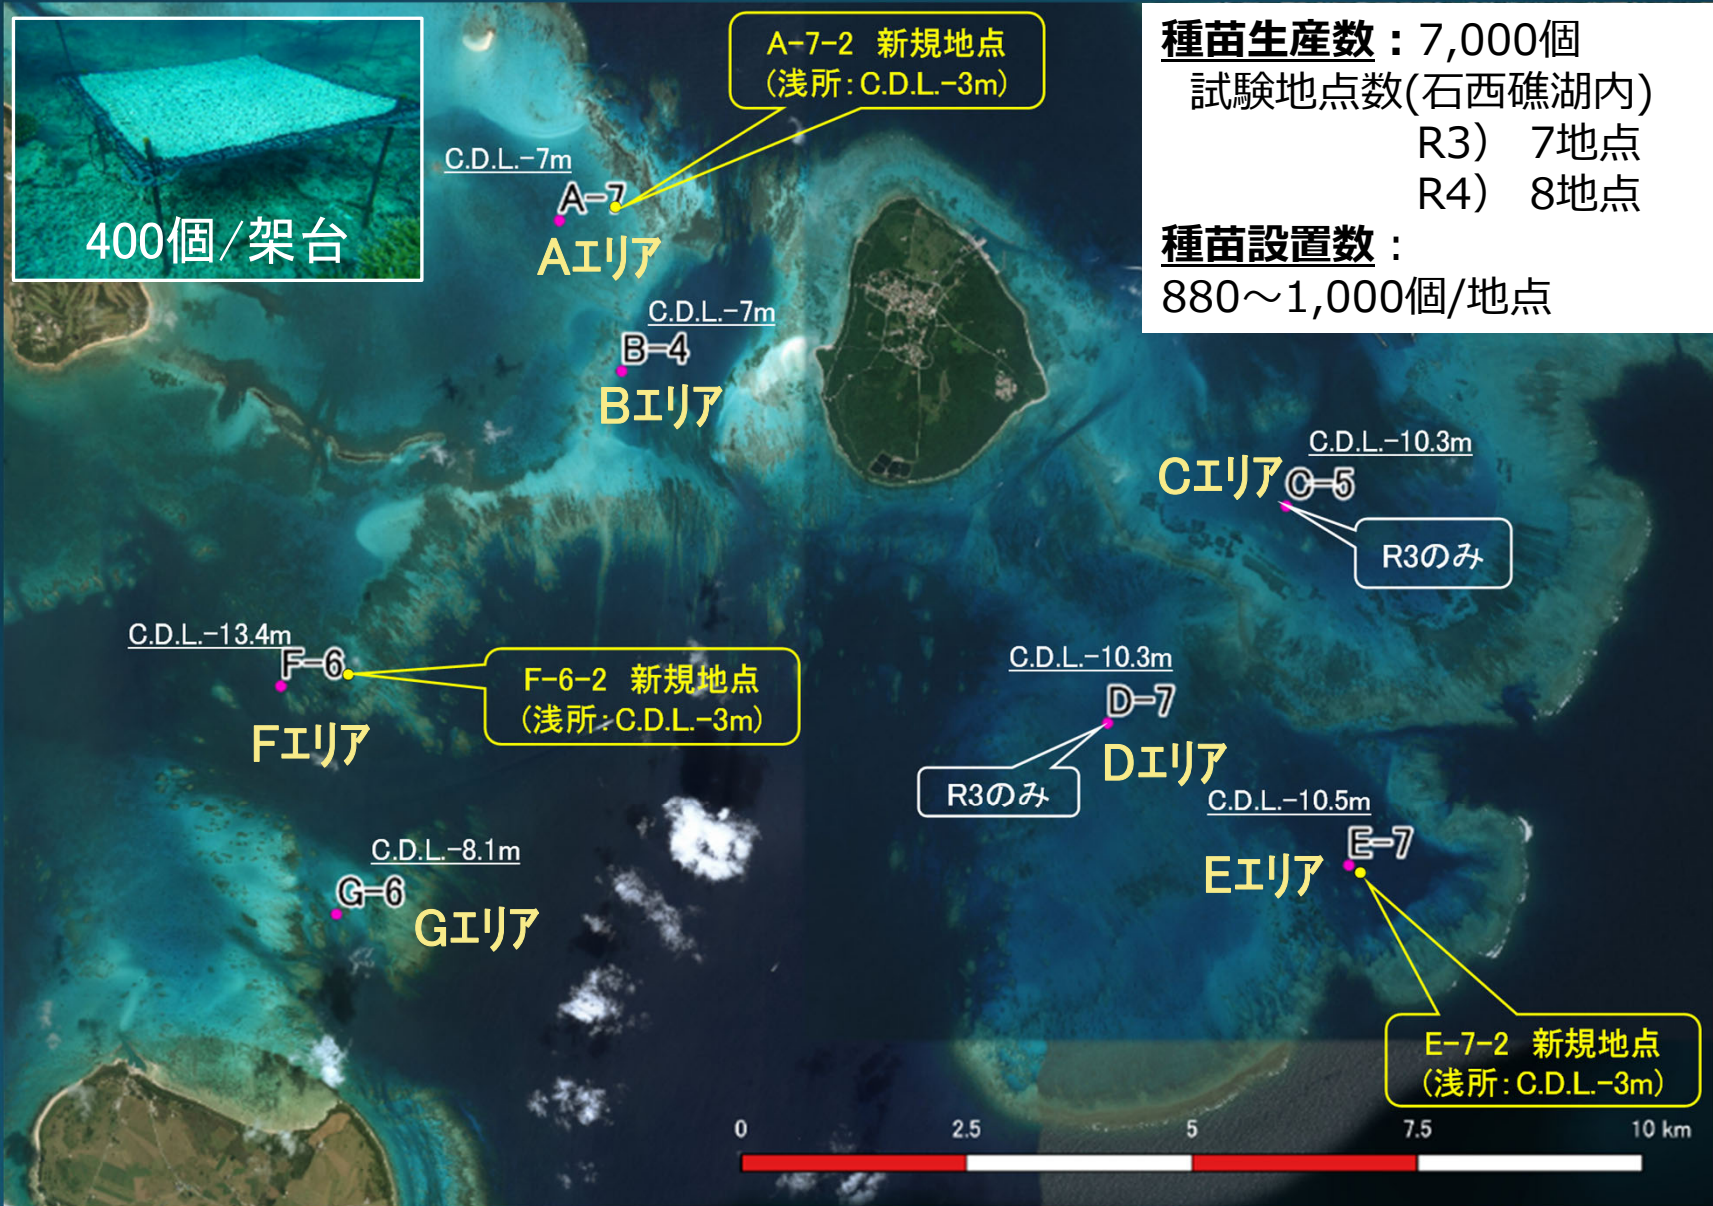 400個/架台
A-7-2 新規地点
(浅所:C.D.L.-3m)
種苗生産数：7,000個
試験地点数(石西礁湖内)
R3） 7地点
R4） 8地点
種苗設置数：
880～1,000個/地点
C.D.L.-7m
A-7
Aエリア
C.D.L.-7m
B-4
Bエリア
C.D.L.-10.3m
Cエリア
C-5
R3のみ
C.D.L.-13.4m
F-6
Fエリア
F-6-2 新規地点
(浅所:C.D.L.-3m)
C.D.L.-10.3m
D-7
Dエリア
R3のみ
C.D.L.-10.5m
E-7
Eエリア
C.D.L.-8.1m
G-6
Gエリア
E-7-2 新規地点
(浅所:C.D.L.-3m)
0 2.5 5 7.5 10 km